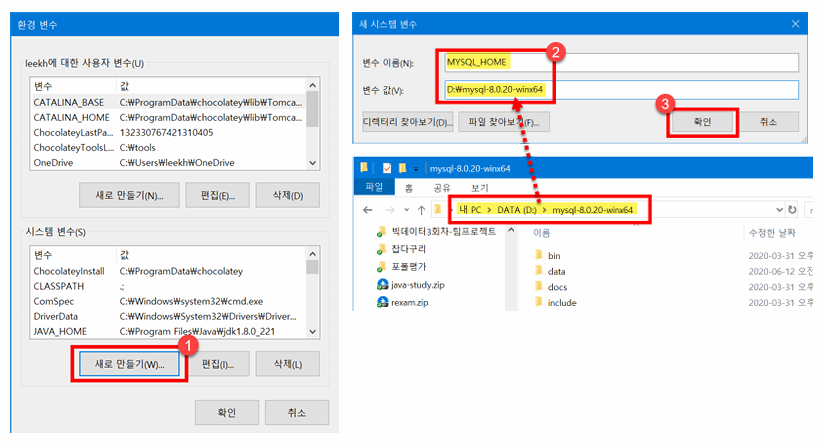 환경 변수
leekh에 대한 사용자 변수(U)
변수 값
CATALINA_BASE C:₩ProgramData₩chocolatey₩lib₩Tomca...
CATALINA_HOME C:₩ProgramData₩chocolatey₩lib₩Tomca...
ChocolateyLastPa... 132330767421310405
ChocolateyToolsL... C:₩tools
OneDrive C:₩Users₩leekh₩OneDrive
새로 만들기(N)... 편집(E)... 삭제(D)
시스템 변수(S)
변수 값
ChocolateyInstall C:₩ProgramData₩chocolatey
CLASSPATH .;
ComSpec C:₩Windows₩system32₩cmd.exe
DriverData C:₩Windows₩System32₩Drivers₩Driver...
JAVA_HOME C:₩Program Files₩Java₩jdk1.8.0_221
1
새로 만들기(W)... 편집(I)... 삭제(L)
확인 취소
새 시스템 변수
2
변수 이름(N): MYSQL_HOME
변수 값(V): D:₩mysql-8.0.20-winx64
3
디렉터리 찾아보기(D)... 파일 찾아보기(F)... 확인 취소
mysql-8.0.20-winx64
파일 홈 공유 보기
내 PC > DATA (D:) > mysql-8.0.20-winx64
빅데이터3회차-팀프로젝트
잡다구리
포폴평가
java-study.zip
rexam.zip
이름 수정한 날짜
bin 2020-03-31 오후
data 2020-06-12 오전
docs 2020-03-31 오후
include 2020-03-31 오후